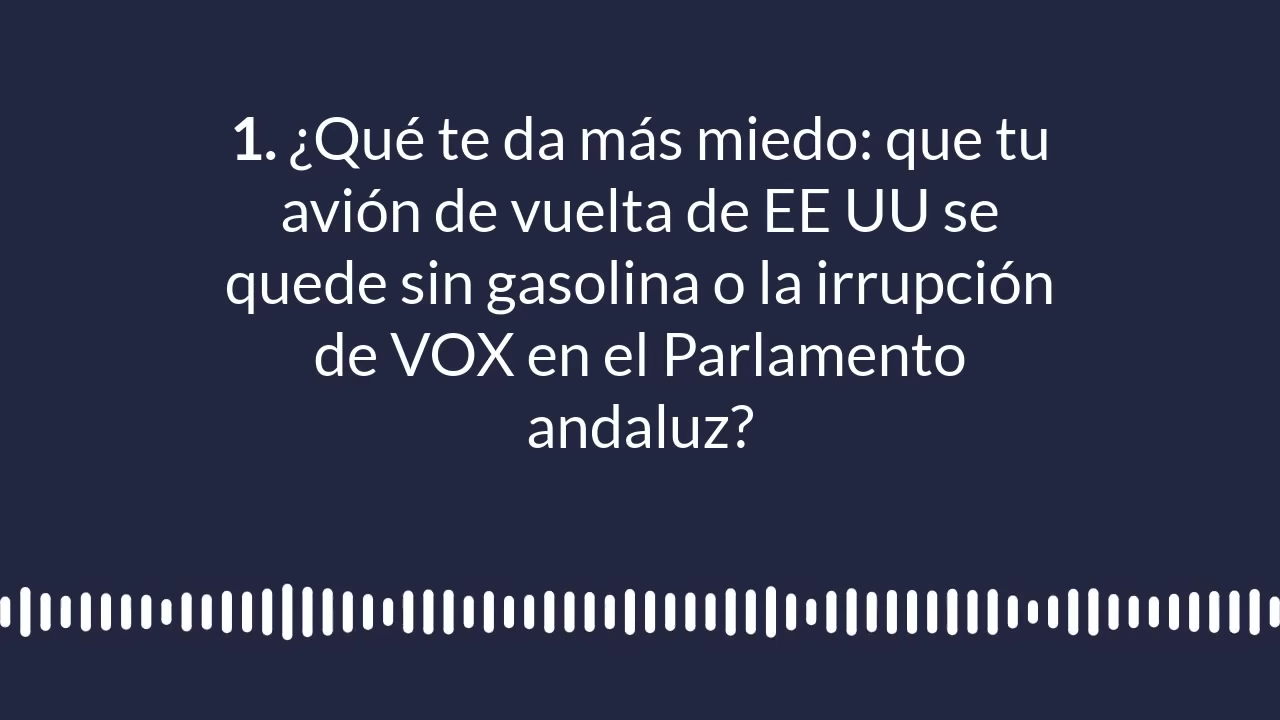 1. ¿Qué te da más miedo: que tu
avión de vuelta de EE UU se
quede sin gasolina o la irrupción
de VOX en el Parlamento
andaluz?